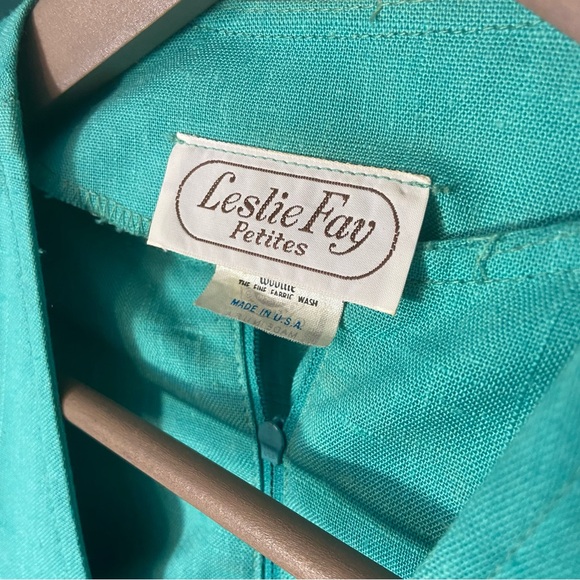 Leslie Fay
Petites
THE FINE FABRIC WASH
MADE IN U.S.A.